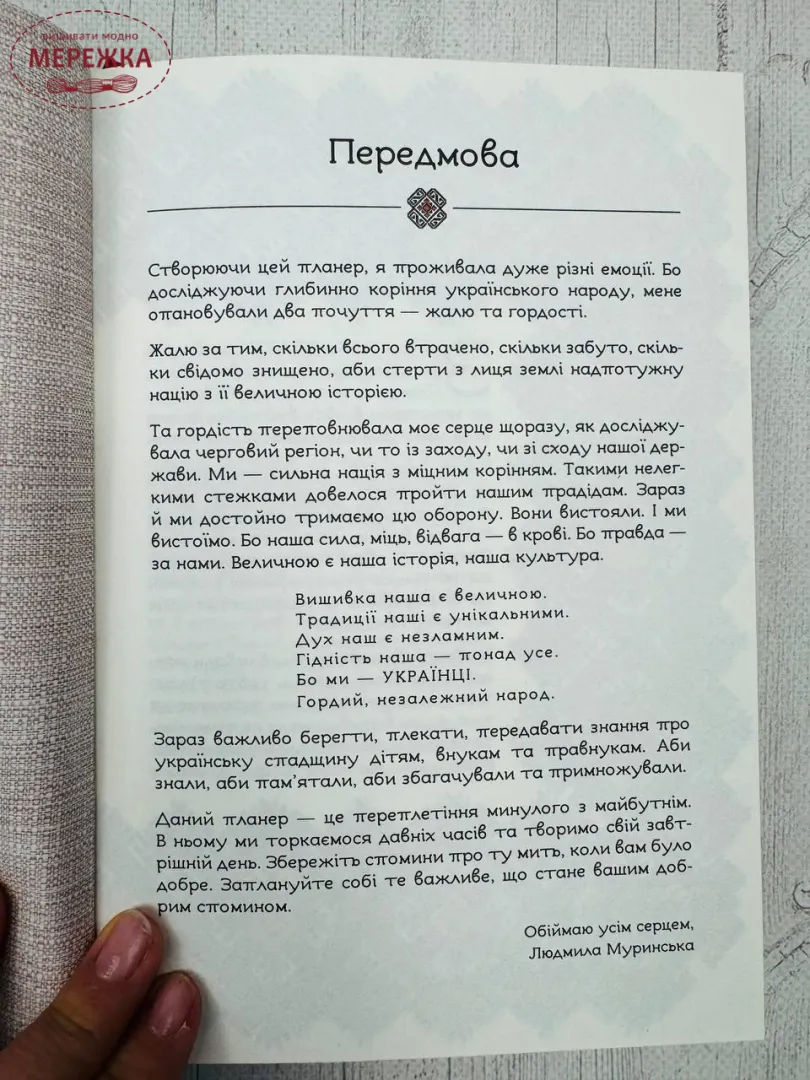 вишивати модно
МЕРЕЖКА
Передмова
Створюючи цей планер, я проживала дуже різні емоції. Бо
досліджуючи глибинно коріння українського народу, мене
опановували два почуття — жалю та гордості.
Жалю за тим, скільки всього втрачено, скільки забуто, скіль-
ки свідомо знищено, аби стерти з лиця землі надпотужну
націю з її величною історією.
Та гордість переповнювала моє серце щоразу, як досліджу-
вала черговий регіон, чи то із заходу, чи зі сходу нашої дер-
жави. Ми — сильна нація з міцним корінням. Такими нелег-
кими стежками довелося пройти нашим прадідам. Зараз
й ми достойно тримаємо цю оборону. Вони вистояли. І ми
вистоїмо. Бо наша сила, міць, відвага — в крові. Бо правда —
за нами. Величною є наша історія, наша культура.
Вишивка наша є величною.
Традиції наші є унікальними.
Дух наш є незламним.
Гідність наша — понад усе.
Бо ми — УКРАЇНЦІ.
Гордий, незалежний народ.
Зараз важливо берегти, плекати, передавати знання про
українську спадщину дітям, внукам та правнукам. Аби
знали, аби пам'ятали, аби збагачували та примножували.
Даний планер — це переплетіння минулого з майбутнім.
В ньому ми торкаємося давніх часів та творимо свій завт-
рішній день. Збережіть спомини про ту мить, коли вам було
добре. Заплануйте собі те важливе, що стане вашим доб-
рим спомином.
Обіймаю усім серцем,
Людмила Муринська